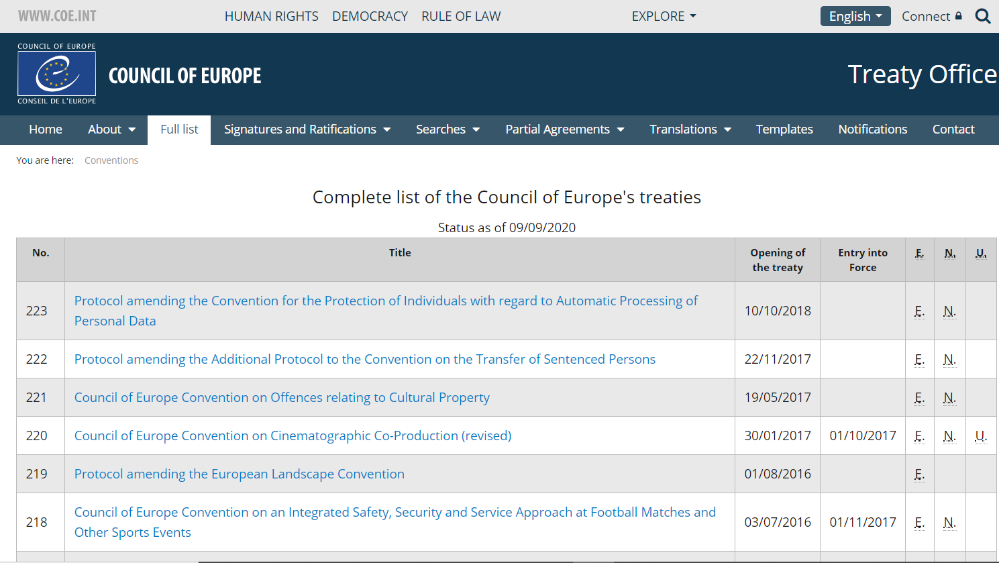 WWW.COE.INT HUMAN RIGHTS DEMOCRACY RULE OF LAW EXPLORE English Connect
COUNCIL OF EUROPE
COUNCIL OF EUROPE Treaty Office
CONSEIL DE L'EUROPE
Home About Full list Signatures and Ratifications Searches Partial Agreements Translations Templates Notifications Contact
You are here: Conventions
Complete list of the Council of Europe's treaties
Status as of 09/09/2020
No. Title Opening of the treaty Entry into Force E. N. U.
223 Protocol amending the Convention for the Protection of Individuals with regard to Automatic Processing of
Personal Data 10/10/2018 E. N.
222 Protocol amending the Additional Protocol to the Convention on the Transfer of Sentenced Persons 22/11/2017 E. N.
221 Council of Europe Convention on Offences relating to Cultural Property 19/05/2017 E. N.
220 Council of Europe Convention on Cinematographic Co-Production (revised) 30/01/2017 01/10/2017 E. N. U.
219 Protocol amending the European Landscape Convention 01/08/2016 E.
218 Council of Europe Convention on an Integrated Safety, Security and Service Approach at Football Matches and
Other Sports Events 03/07/2016 01/11/2017 E. N.